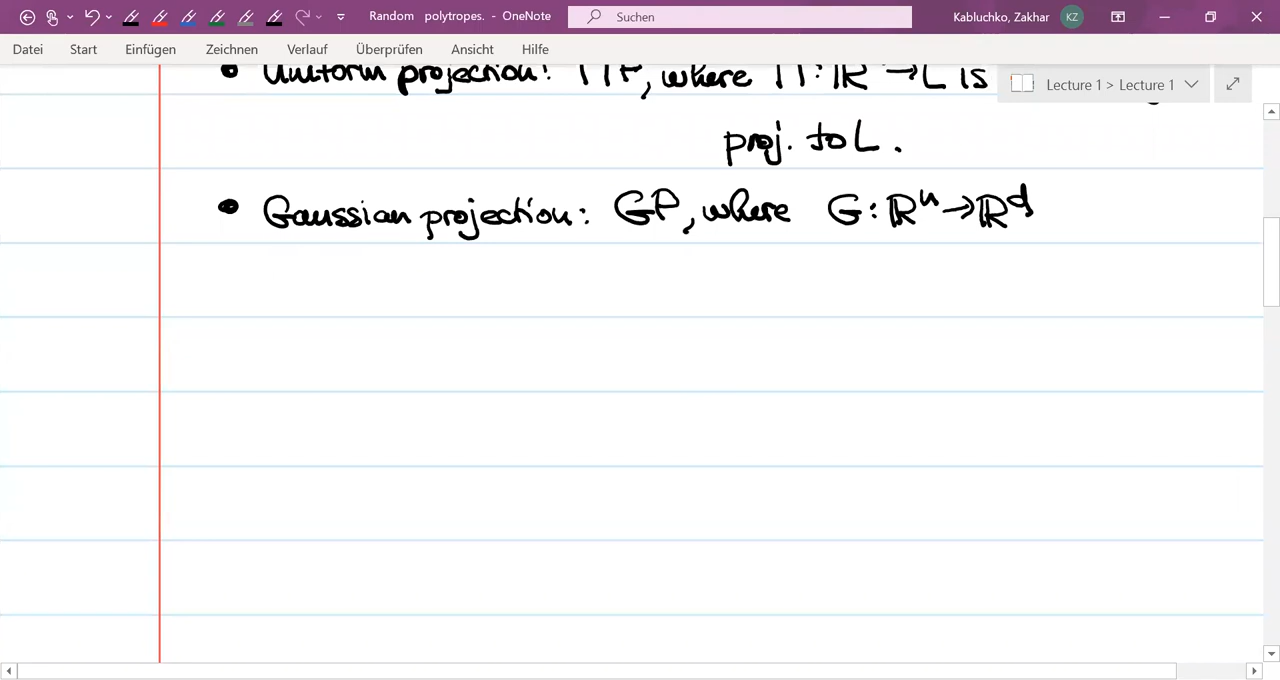 Random polytropes. - OneNote
Suchen
Kabluchko, Zakhar
KZ
Datei Start Einfügen Zeichnen Verlauf Überprüfen Ansicht Hilfe
Lecture 1 > Lecture 1
• Uniform projection: ΠP, where Π: ℝ → L is
proj. to L.
• Gaussian projection: GP, where G: ℝⁿ → ℝᵈ